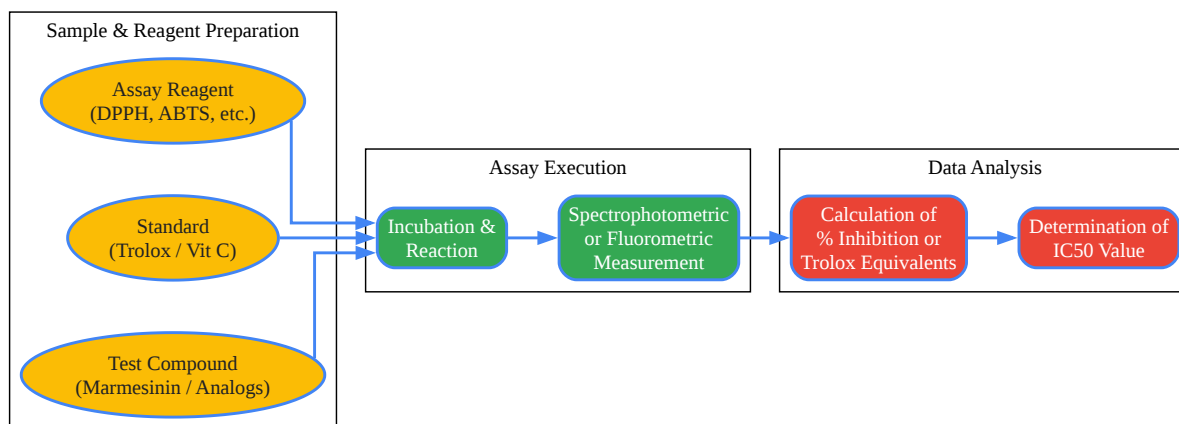 Sample & Reagent Preparation
Assay Reagent
(DPPH, ABTS, etc.)
Standard
(Trolox / Vit C)
Test Compound
(Marmesinin / Analogs)
Assay Execution
Incubation &
Reaction
Spectrophotometric
or Fluorometric
Measurement
Data Analysis
Calculation of
% Inhibition or
Trolox Equivalents
Determination of
IC50 Value